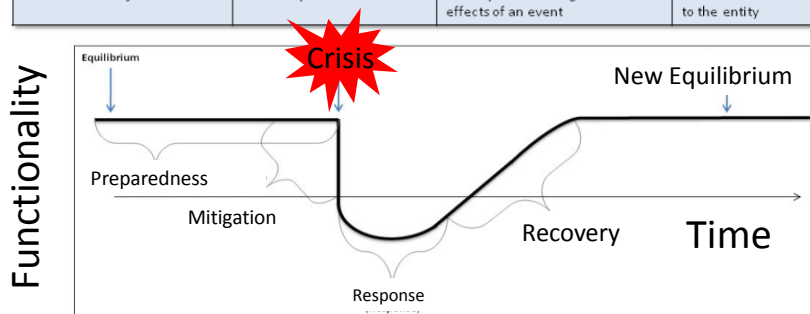 effects of an event
to the entity
Equilibrium
Crisis
New Equilibrium
Functionality
Preparedness
Mitigation
Recovery
Time
Response